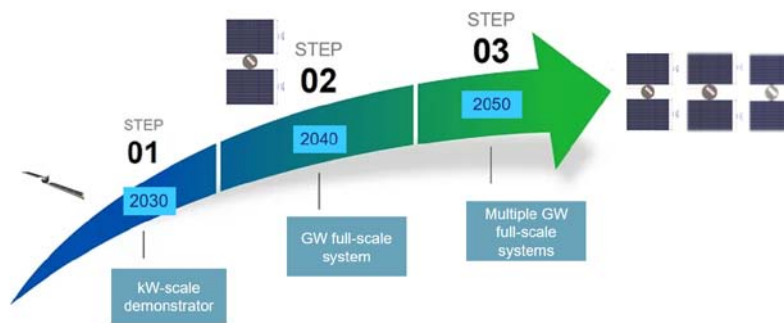 STEP
01
2030
kW-scale
demonstrator
STEP
02
2040
GW full-scale
system
STEP
03
2050
Multiple GW
full-scale
systems